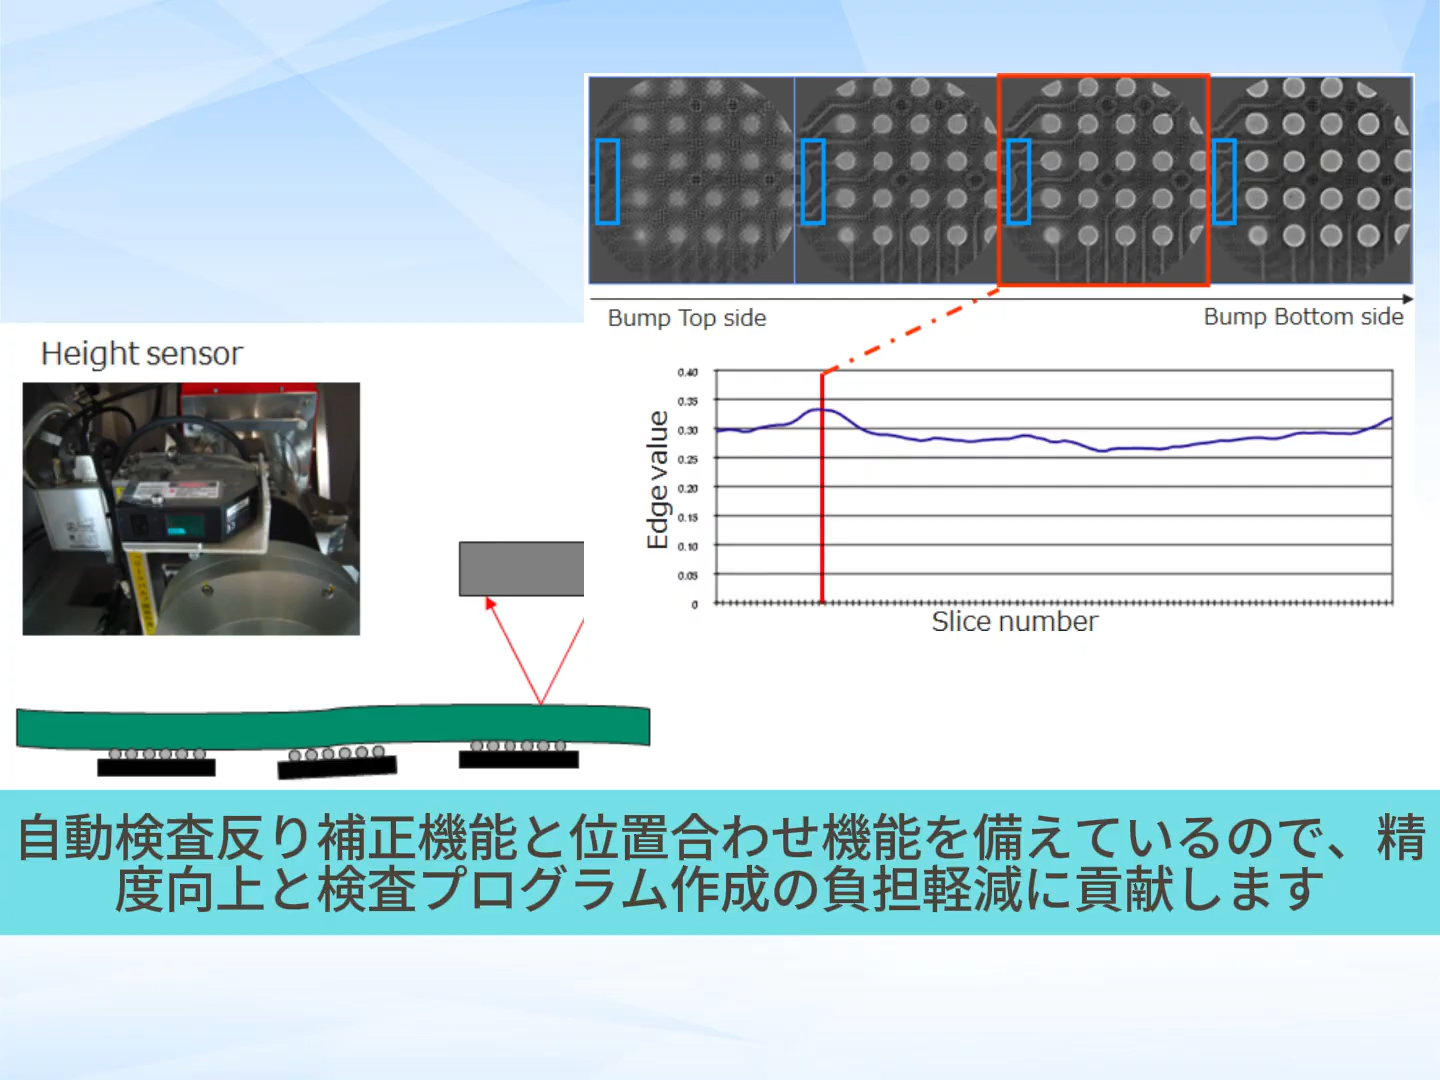 Bump Top side
Bump Bottom side
Height sensor
Edge value
0.40
0.35
0.30
0.25
0.20
0.15
0.10
0.05
0
Slice number
自動検査反り補正機能と位置合わせ機能を備えているので、精
度向上と検査プログラム作成の負担軽減に貢献します